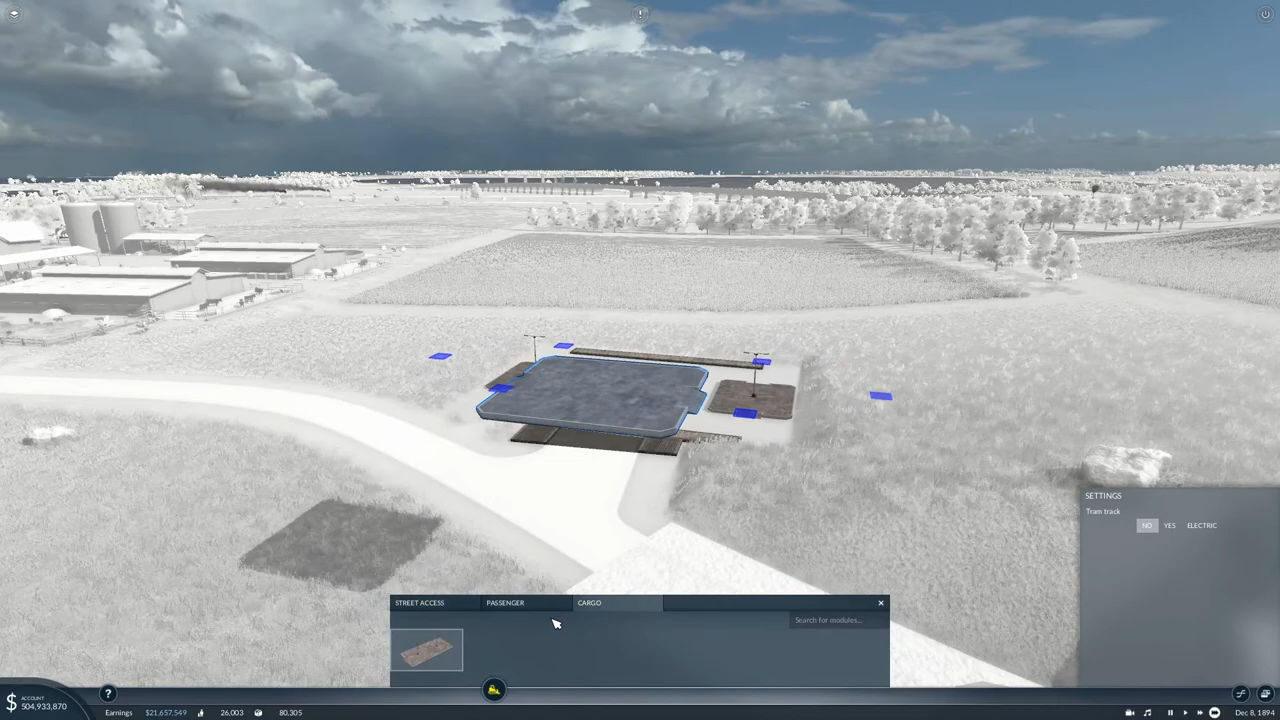 SETTINGS
Tram track
NO YES ELECTRIC
STREET ACCESS PASSENGER CARGO ×
Search for modules...
$ ACCOUNT
504,933,870
?
Earnings $21,657,549 26,003 80,305 Dec 8, 1894